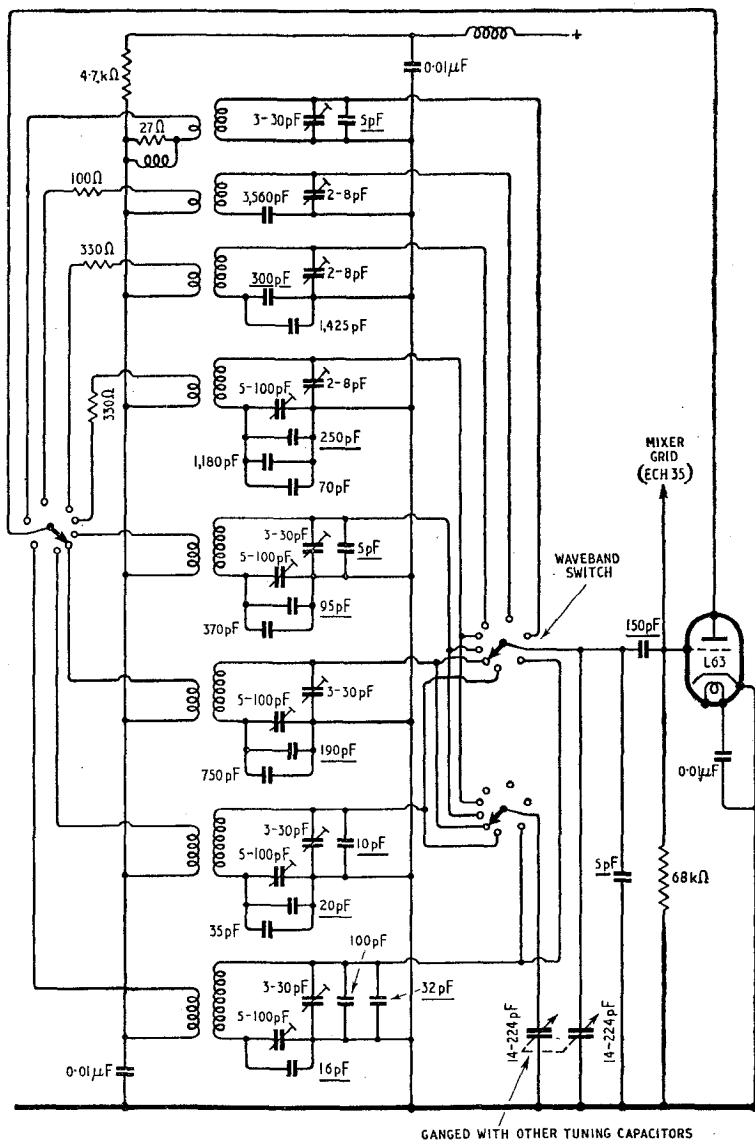 +
4·7kΩ
0·01μF
27Ω
3-30pF
5pF
100Ω
3,560pF
2-8pF
330Ω
300pF
2-8pF
1,425pF
330Ω
5-100pF
2-8pF
250pF
1,180pF
70pF
MIXER
GRID
(ECH 35)
3-30pF
5-100pF
5pF
95pF
370pF
WAVEBAND
SWITCH
150pF
L63
3-30pF
5-100pF
190pF
750pF
0·01μF
3-30pF
5-100pF
10pF
20pF
35pF
5pF
68kΩ
100pF
3-30pF
32pF
5-100pF
16pF
14-224pF
14-224pF
0·01μF
GANGED WITH OTHER TUNING CAPACITORS